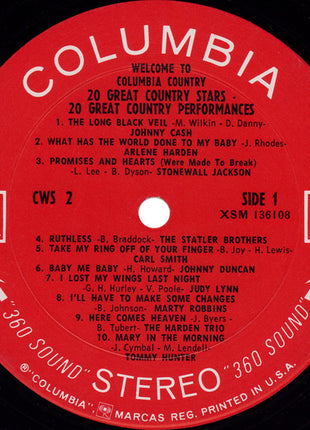 COLUMBIA
WELCOME TO
COLUMBIA COUNTRY
20 GREAT COUNTRY STARS -
20 GREAT COUNTRY PERFORMANCES
1. THE LONG BLACK VEIL -M. Wilkin - D. Danny-
JOHNNY CASH
2. WHAT HAS THE WORLD DONE TO MY BABY - J. Rhodes-
ARLENE HARDEN
3. PROMISES AND HEARTS (Were Made To Break)
- L. Lee - B. Dyson- STONEWALL JACKSON
CWS 2
SIDE 1
XSM 136108
4. RUTHLESS -B. Braddock- THE STATLER BROTHERS
5. TAKE MY RING OFF OF YOUR FINGER -B. Joy - H. Lewis-
CARL SMITH
6. BABY ME BABY -H. Howard- JOHNNY DUNCAN
7. I LOST MY WINGS LAST NIGHT
- G. H. Hurley - V. Poole- JUDY LYNN
8. I'LL HAVE TO MAKE SOME CHANGES
-B. Johnson- MARTY ROBBINS
9. HERE COMES HEAVEN -J. Byers -
B. Tubert- THE HARDEN TRIO
10. MARY IN THE MORNING
- J. Cymbal - M. Lendell-
TOMMY HUNTER
"360 SOUND" STEREO "360 SOUND"
® "COLUMBIA", MARCAS REG. PRINTED IN U.S.A.